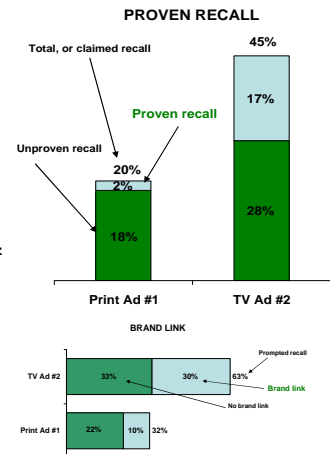 PROVEN RECALL
Total, or claimed recall
45%
17%
Proven recall
Unproven recall
20%
2%
18%
28%
:
Print Ad #1 TV Ad #2
BRAND LINK
Prompted recall
TV Ad #2 33% 30% 63%
Brand link
No brand link
Print Ad #1 22% 10% 32%